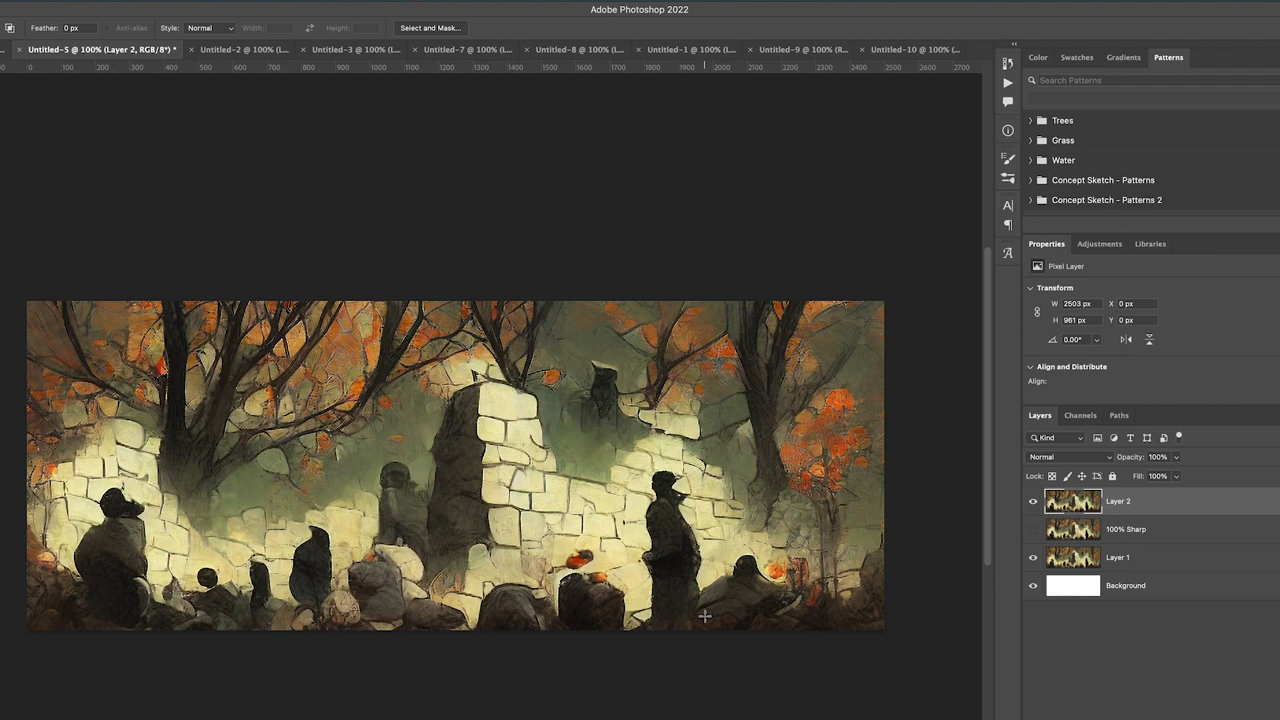 Adobe Photoshop 2022
Feather: 0 px Anti-alias Style: Normal Width: Height: Select and Mask...
× Untitled-5 @ 100% (Layer 2, RGB/8*) * × Untitled-2 @ 100% (L... × Untitled-3 @ 100% (L... × Untitled-7 @ 100% (L... × Untitled-8 @ 100% (L... × Untitled-1 @ 100% (L... × Untitled-9 @ 100% (R... × Untitled-10 @ 100% (...
0 100 200 300 400 500 600 700 800 900 1000 1100 1200 1300 1400 1500 1600 1700 1800 1900 2000 2100 2200 2300 2400 2500 2600 2700
Color Swatches Gradients Patterns
Search Patterns
Trees
Grass
Water
Concept Sketch - Patterns
Concept Sketch - Patterns 2
Properties Adjustments Libraries
Pixel Layer
Transform
W 2503 px X 0 px
H 961 px Y 0 px
0.00°
Align and Distribute
Align:
Layers Channels Paths
Kind
Normal Opacity: 100%
Lock: Fill: 100%
Layer 2
100% Sharp
Layer 1
Background